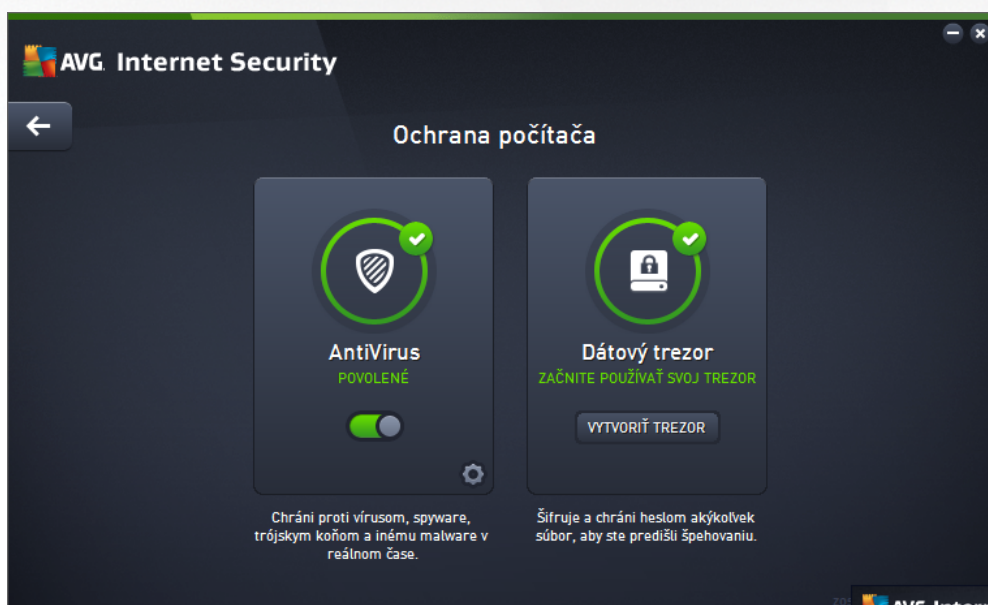 AVG. Internet Security
Ochrana počítača
AntiVirus
POVOLENÉ
Chráni proti vírusom, spyware,
trójskym koňom a inému malware v
reálnom čase.
Dátový trezor
ZAČNITE POUŽÍVAŤ SVOJ TREZOR
VYTVORIŤ TREZOR
Šifruje a chráni heslom akýkoľvek
súbor, aby ste predišli špehovaniu.